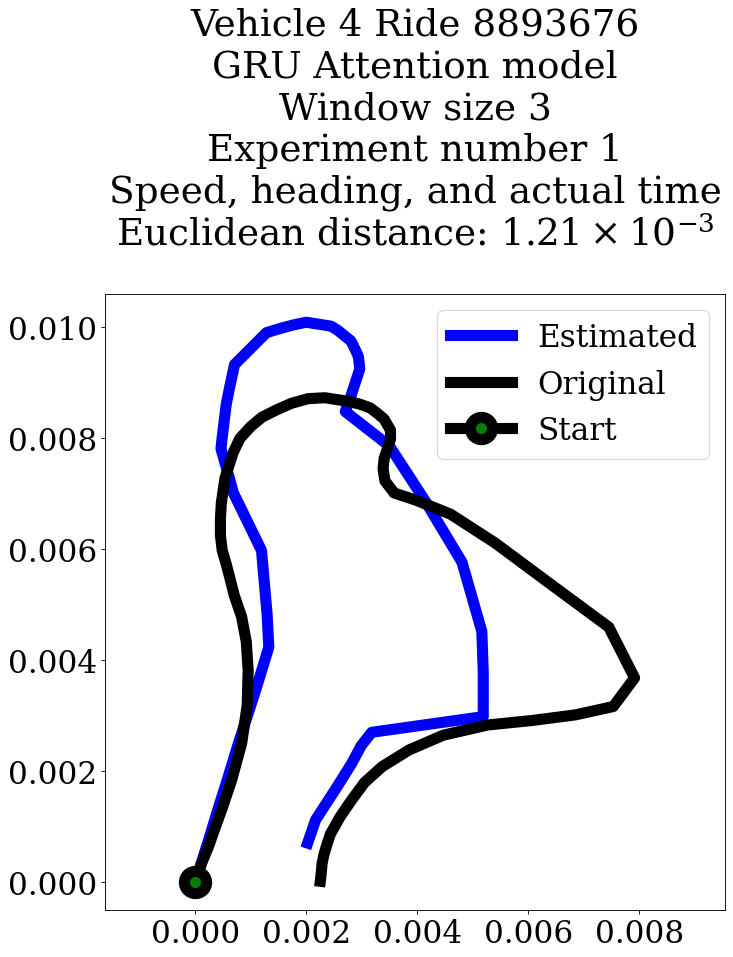 Vehicle 4 Ride 8893676
GRU Attention model
Window size 3
Experiment number 1
Speed, heading, and actual time
Euclidean distance: 1.21 × 10⁻³
Estimated
Original
Start
0.010
0.008
0.006
0.004
0.002
0.000
0.000 0.002 0.004 0.006 0.008